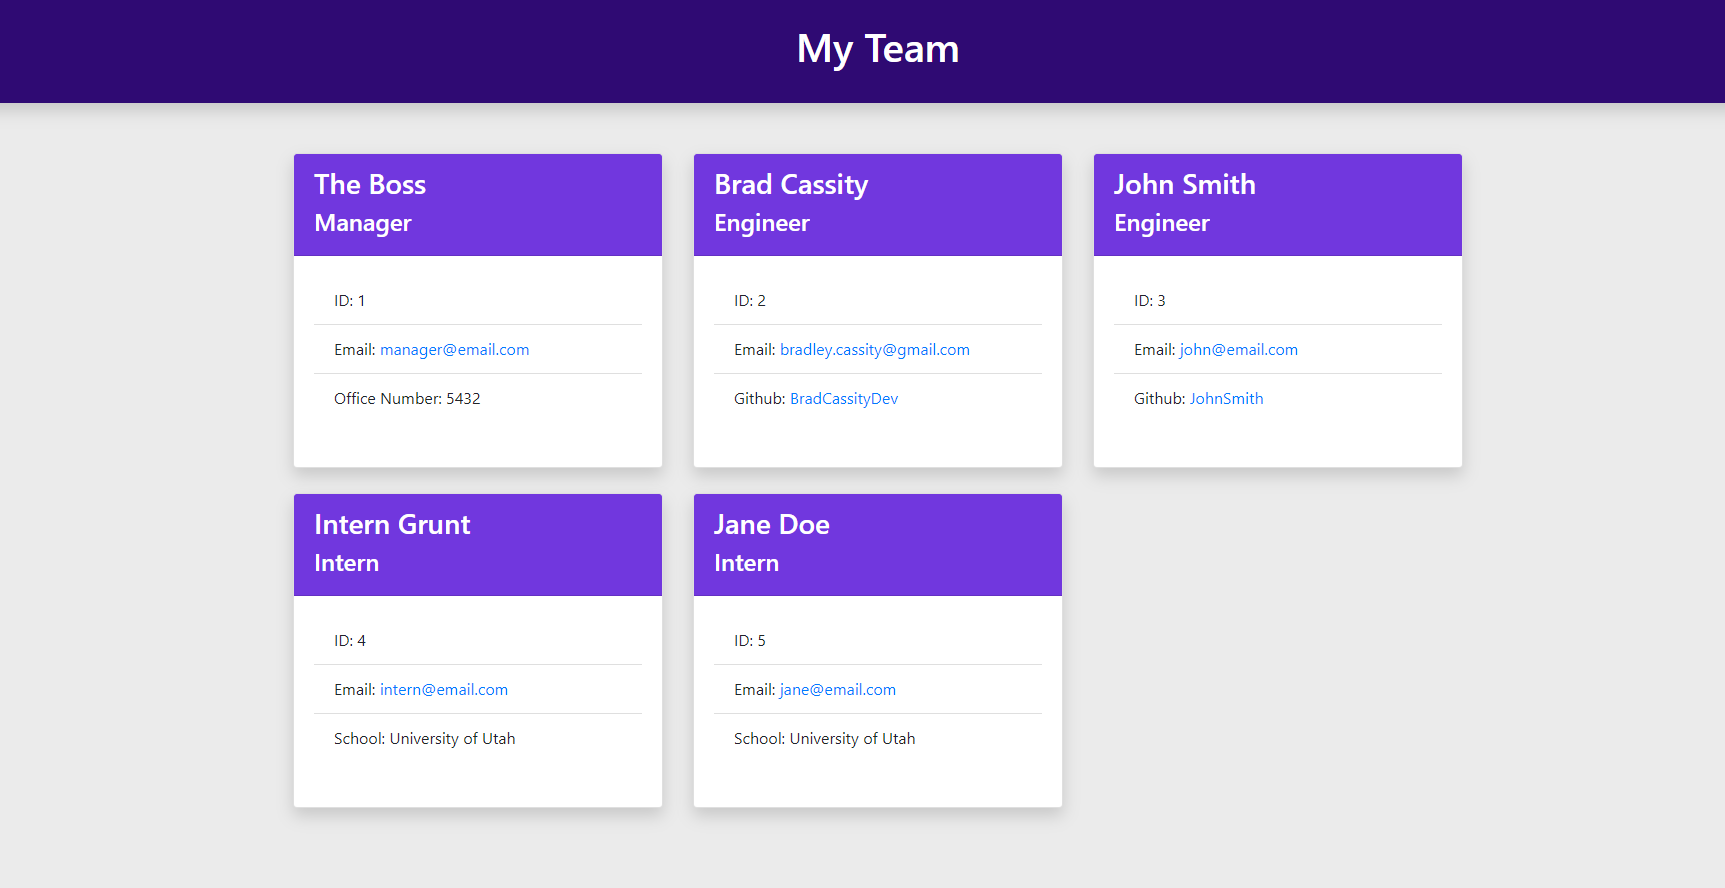 My Team
The Boss
Manager
ID: 1
Email: manager@email.com
Office Number: 5432
Brad Cassity
Engineer
ID: 2
Email: bradley.cassity@gmail.com
Github: BradCassityDev
John Smith
Engineer
ID: 3
Email: john@email.com
Github: JohnSmith
Intern Grunt
Intern
ID: 4
Email: intern@email.com
School: University of Utah
Jane Doe
Intern
ID: 5
Email: jane@email.com
School: University of Utah